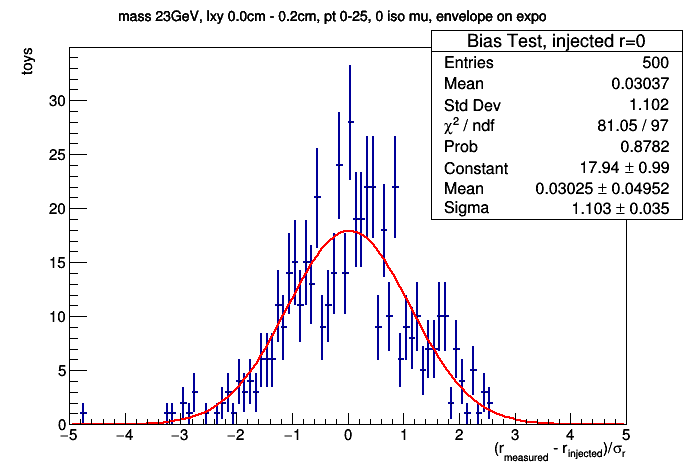 mass 23GeV, lxy 0.0cm - 0.2cm, pt 0-25, 0 iso mu, envelope on expo
Bias Test, injected r=0
Entries 500
Mean 0.03037
Std Dev 1.102
χ² / ndf 81.05 / 97
Prob 0.8782
Constant 17.94 ± 0.99
Mean 0.03025 ± 0.04952
Sigma 1.103 ± 0.035
toys
30
25
20
15
10
5
0
−5 −4 −3 −2 −1 0 1 2 3 4 5
(r_measured - r_injected)/σ_r